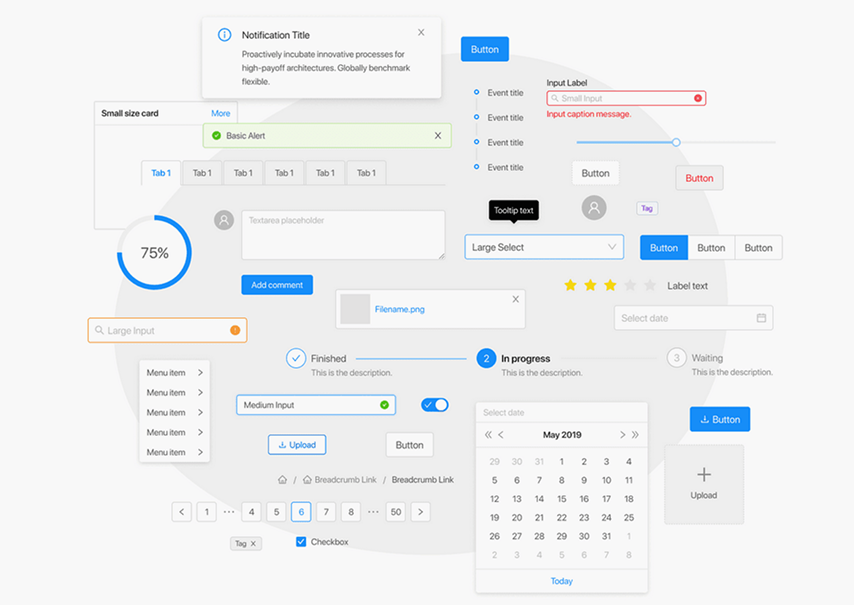 Notification Title
Proactively incubate innovative processes for
high-payoff architectures. Globally benchmark
flexible.
Button
Small size card
More
Basic Alert
Tab 1
Tab 1
Tab 1
Tab 1
Tab 1
Tab 1
Event title
Event title
Event title
Event title
Input Label
Small Input
Input caption message.
Button
Button
Tooltip text
Tag
75%
Textarea placeholder
Large Select
Button
Button
Button
Add comment
Filename.png
Label text
Select date
Large Input
Finished
This is the description.
2
In progress
This is the description.
3
Waiting
This is the description.
Menu item
Menu item
Menu item
Menu item
Menu item
Medium Input
Upload
Button
/ Breadcrumb Link / Breadcrumb Link
< 1 ••• 4 5 6 7 8 ••• 50 >
Tag ×
Checkbox
Select date
« < May 2019 > »
29 30 31 1 2 3 4
5 6 7 8 9 10 11
12 13 14 15 16 17 18
19 20 21 22 23 24 25
26 27 28 29 30 31 1
2 3 4 5 6 7 8
Today
Button
Upload